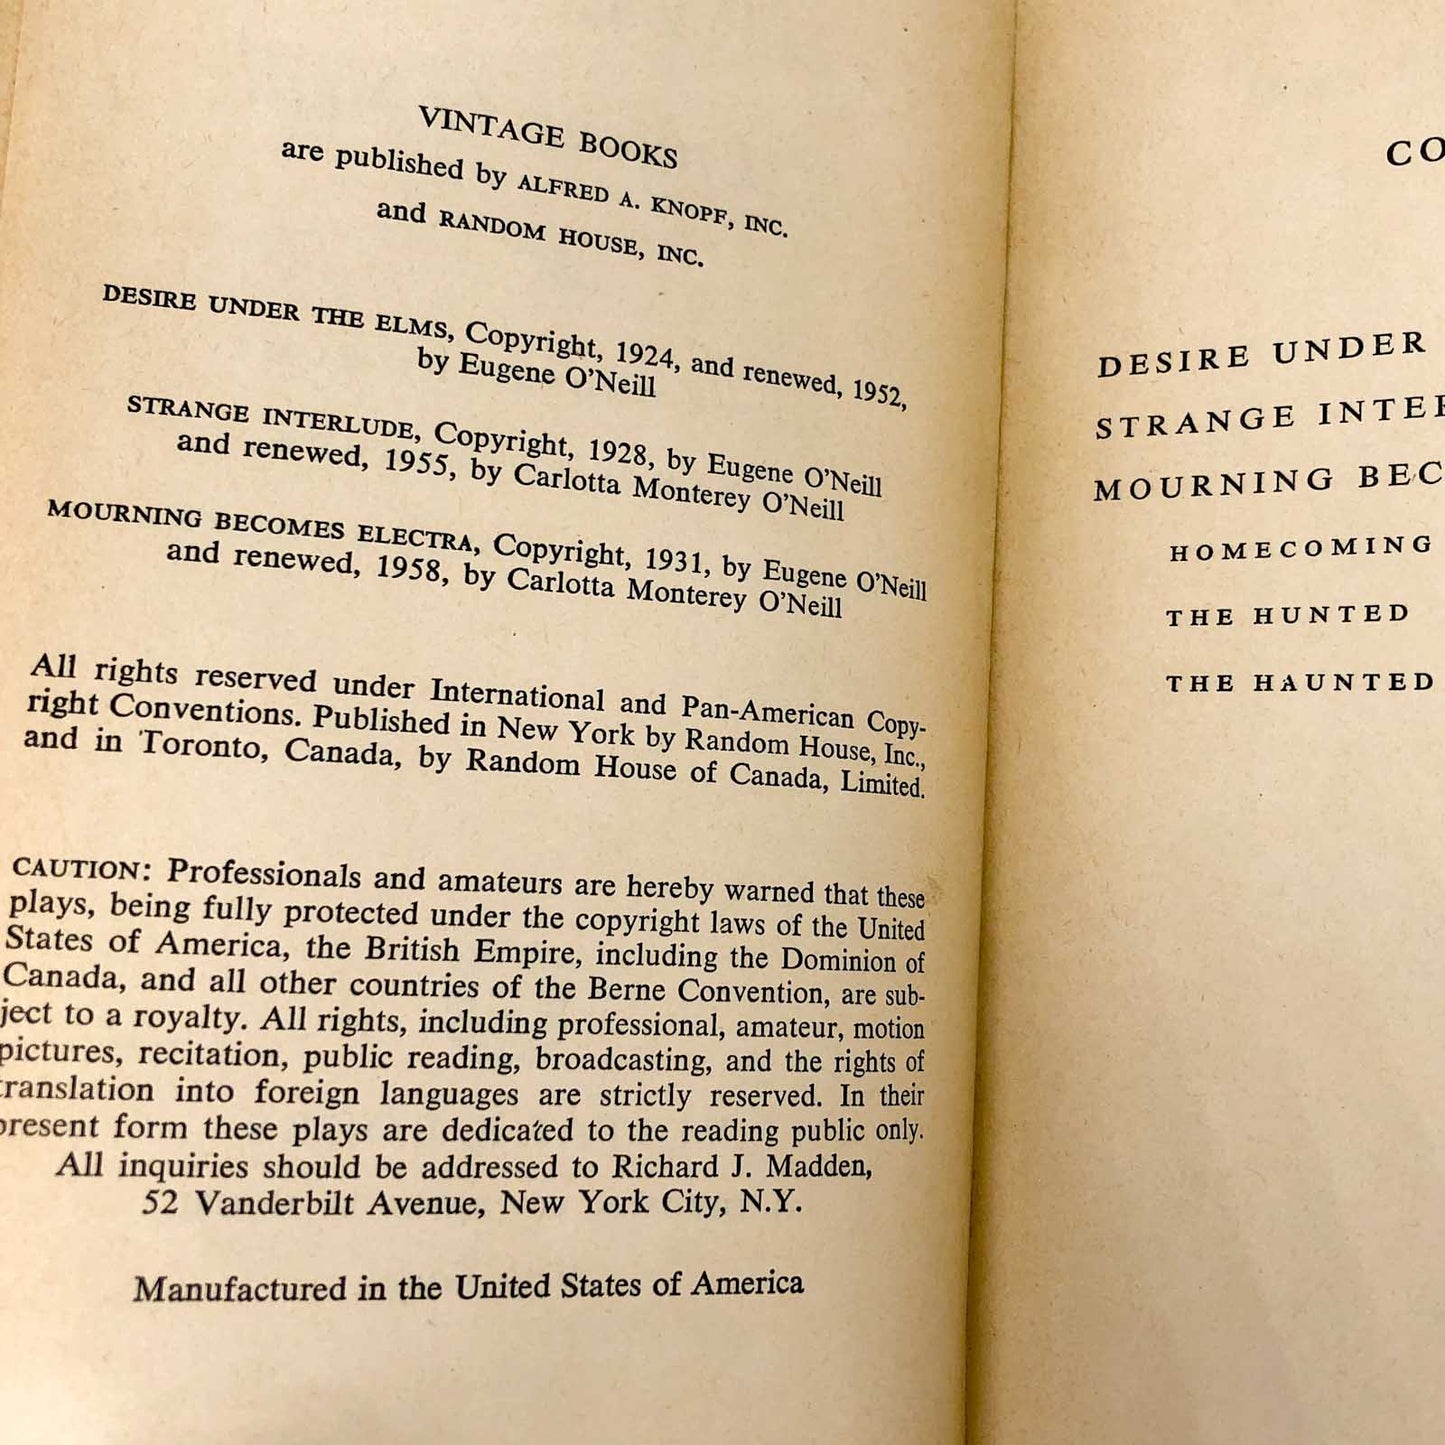 VINTAGE BOOKS
are published by ALFRED A. KNOPF, INC.
and RANDOM HOUSE, INC.
DESIRE UNDER THE ELMS, Copyright, 1924, and renewed, 1952,
by Eugene O'Neill
STRANGE INTERLUDE, Copyright, 1928, by Eugene O'Neill
and renewed, 1955, by Carlotta Monterey O'Neill
MOURNING BECOMES ELECTRA, Copyright, 1931, by Eugene O'Neill
and renewed, 1958, by Carlotta Monterey O'Neill
All rights reserved under International and Pan-American Copy-
right Conventions. Published in New York by Random House, Inc.,
and in Toronto, Canada, by Random House of Canada, Limited.
CAUTION: Professionals and amateurs are hereby warned that these
plays, being fully protected under the copyright laws of the United
States of America, the British Empire, including the Dominion of
Canada, and all other countries of the Berne Convention, are sub-
ject to a royalty. All rights, including professional, amateur, motion
pictures, recitation, public reading, broadcasting, and the rights of
translation into foreign languages are strictly reserved. In their
present form these plays are dedicated to the reading public only.
All inquiries should be addressed to Richard J. Madden,
52 Vanderbilt Avenue, New York City, N.Y.
Manufactured in the United States of America
CO
DESIRE UNDER
STRANGE INTER
MOURNING BEC
HOMECOMING
THE HUNTED
THE HAUNTED